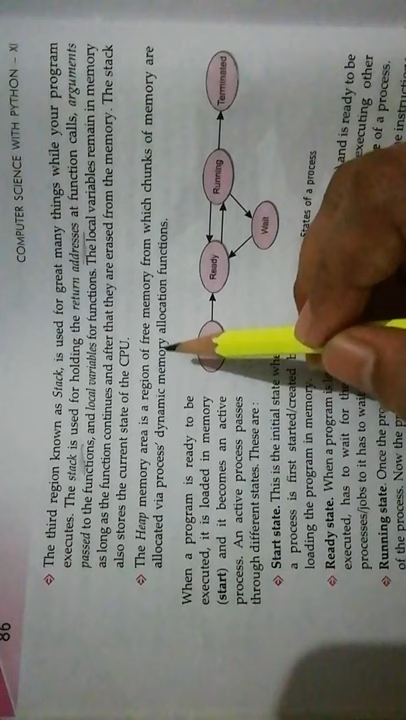 86
COMPUTER SCIENCE WITH PYTHON – XI
The third region known as Stack, is used for great many things while your program
executes. The stack is used for holding the return addresses at function calls, arguments
passed to the functions, and local variables for functions. The local variables remain in memory
as long as the function continues and after that they are erased from the memory. The stack
also stores the current state of the CPU.
The Heap memory area is a region of free memory from which chunks of memory are
allocated via process' dynamic memory allocation functions.
When a program is ready to be
executed, it is loaded in memory
(start) and it becomes an active
process. An active process passes
through different states. These are :
Ready
Running
Terminated
Wait
States of a process
Start state. This is the initial state
a process is first started/created
loading the program in memory.
Ready state. When a program is
and is ready to be
executed, has to wait for the
executing other
processes/jobs to it has to wait
of a process.
Running state. Once the
of the process. Now the